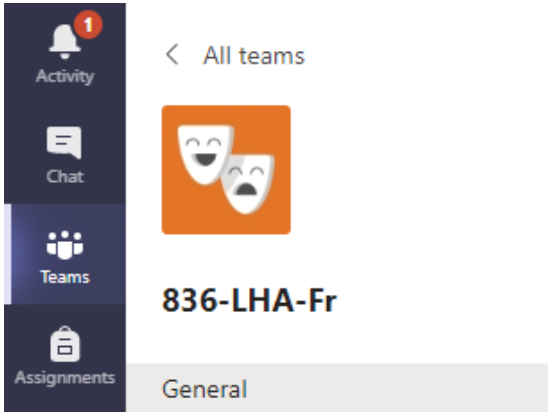 1
Activity
Chat
Teams
Assignments
All teams
836-LHA-Fr
General